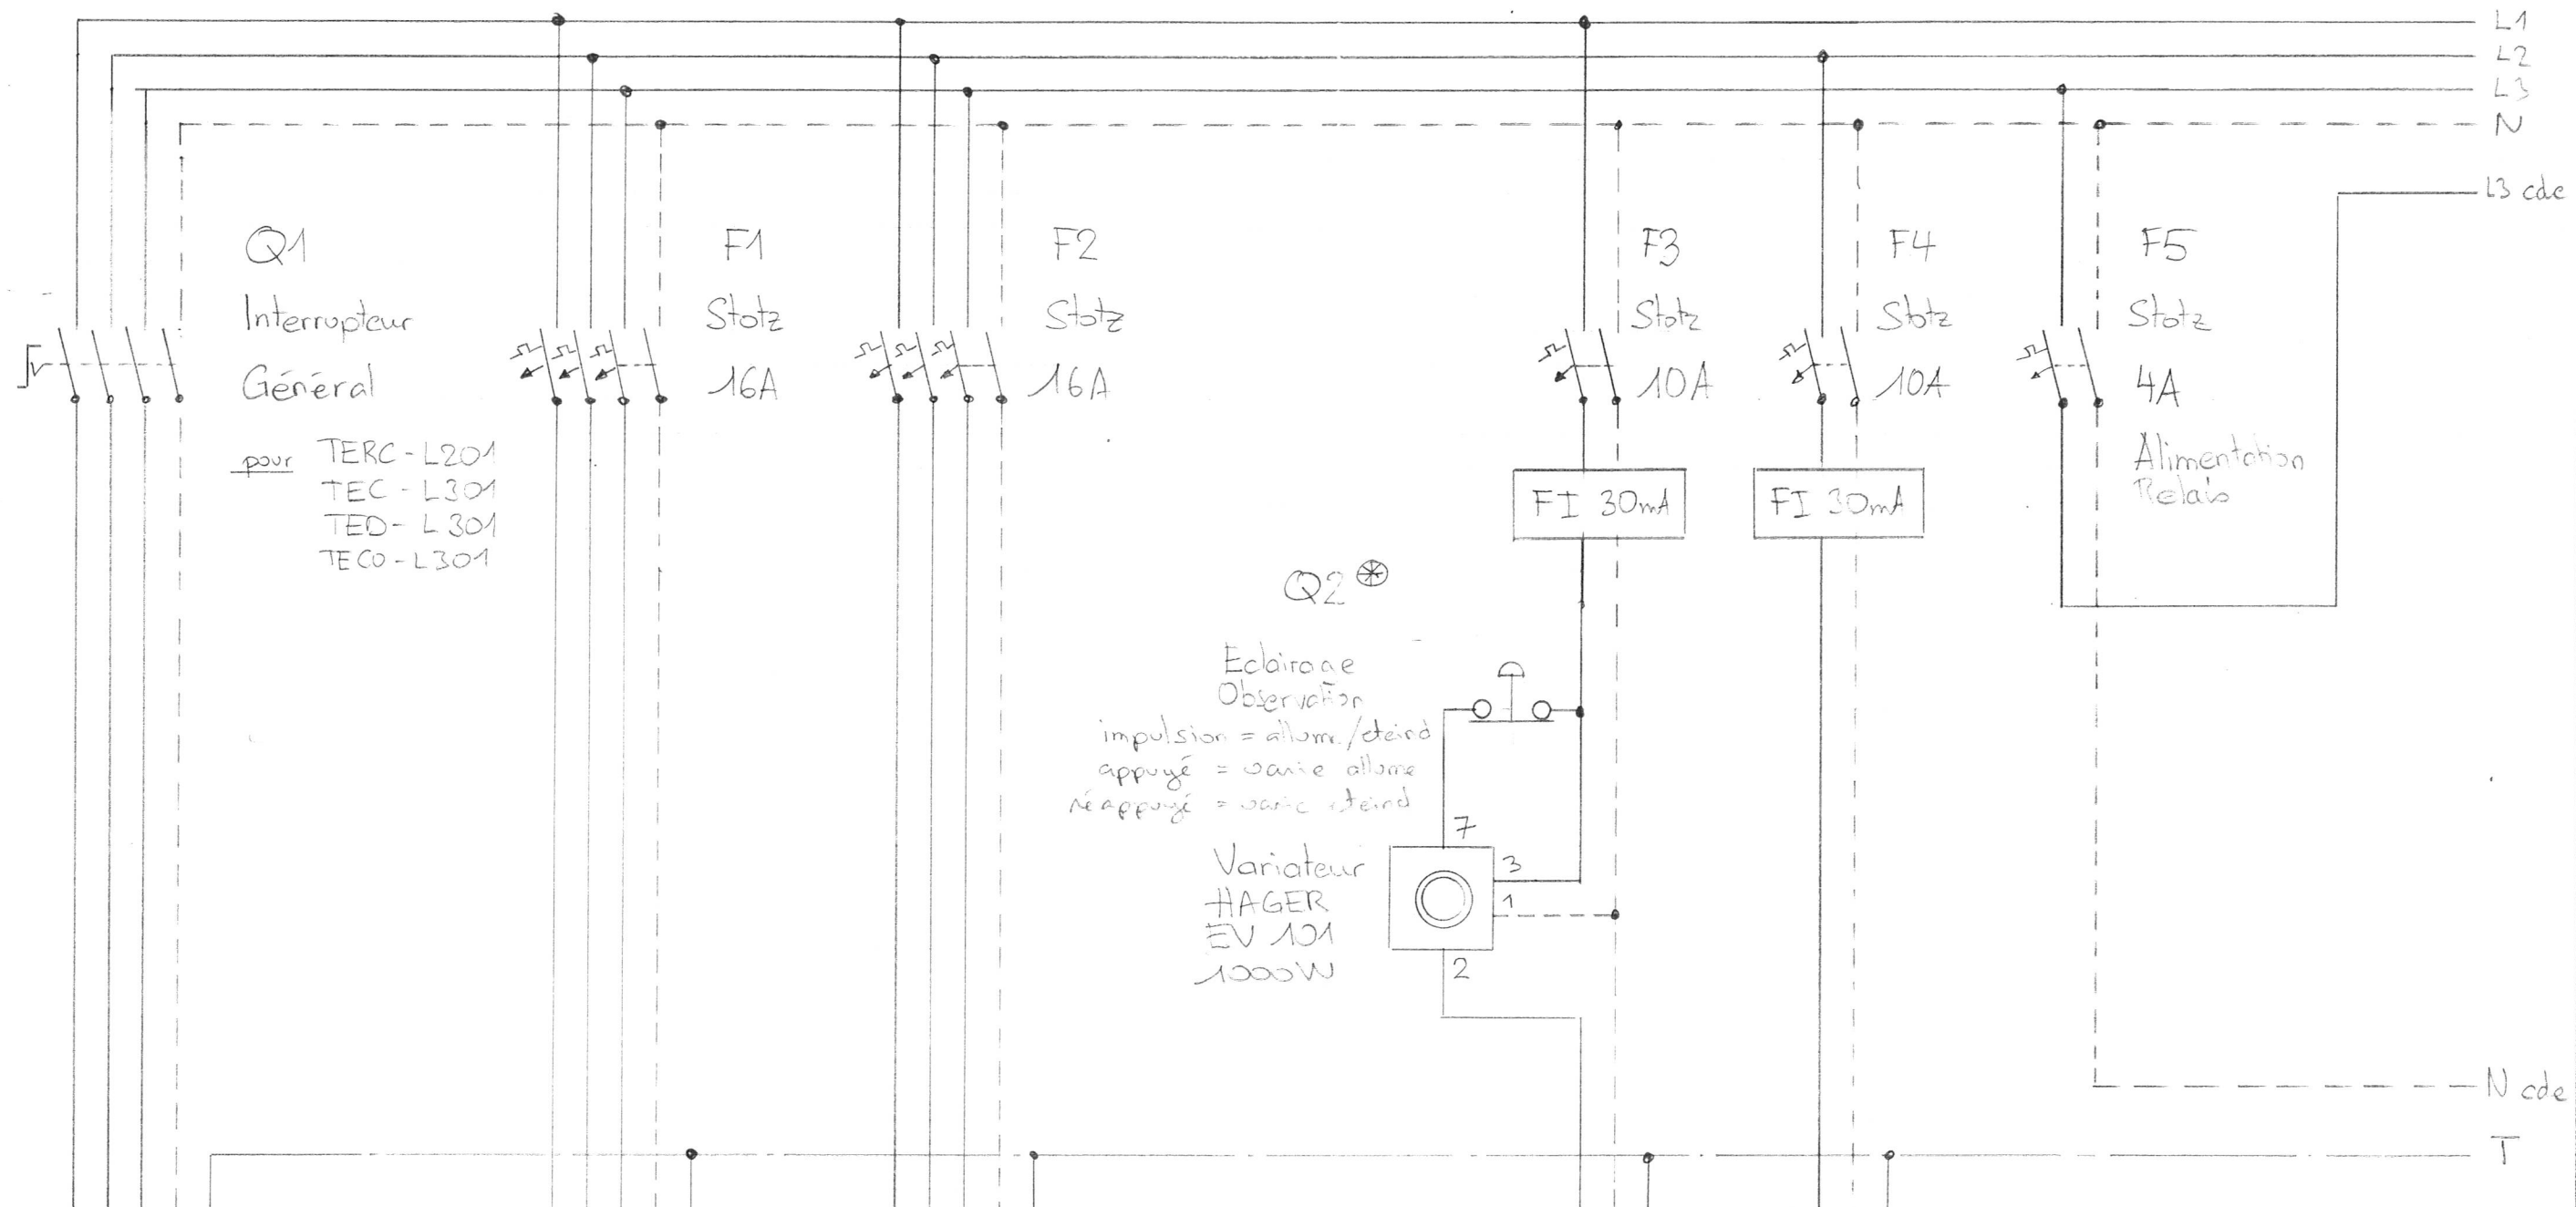 L1
L2
L3
N
L3 cde
Q1
Interrupteur
Général
pour TERC-L201
TEC-L301
TED-L301
TECO-L301
F1
Stotz
16A
F2
Stotz
16A
F3
Stotz
10A
FI 30mA
F4
Stotz
10A
FI 30mA
F5
Stotz
4A
Alimentation
Relais
Q2 ⊛
Eclairage
Observation
impulsion = allum./eteind
appuyé = varie allume
réappuyé = varie eteind
7
3
1
2
Variateur
HAGER
EV 101
1000W
N cde
T